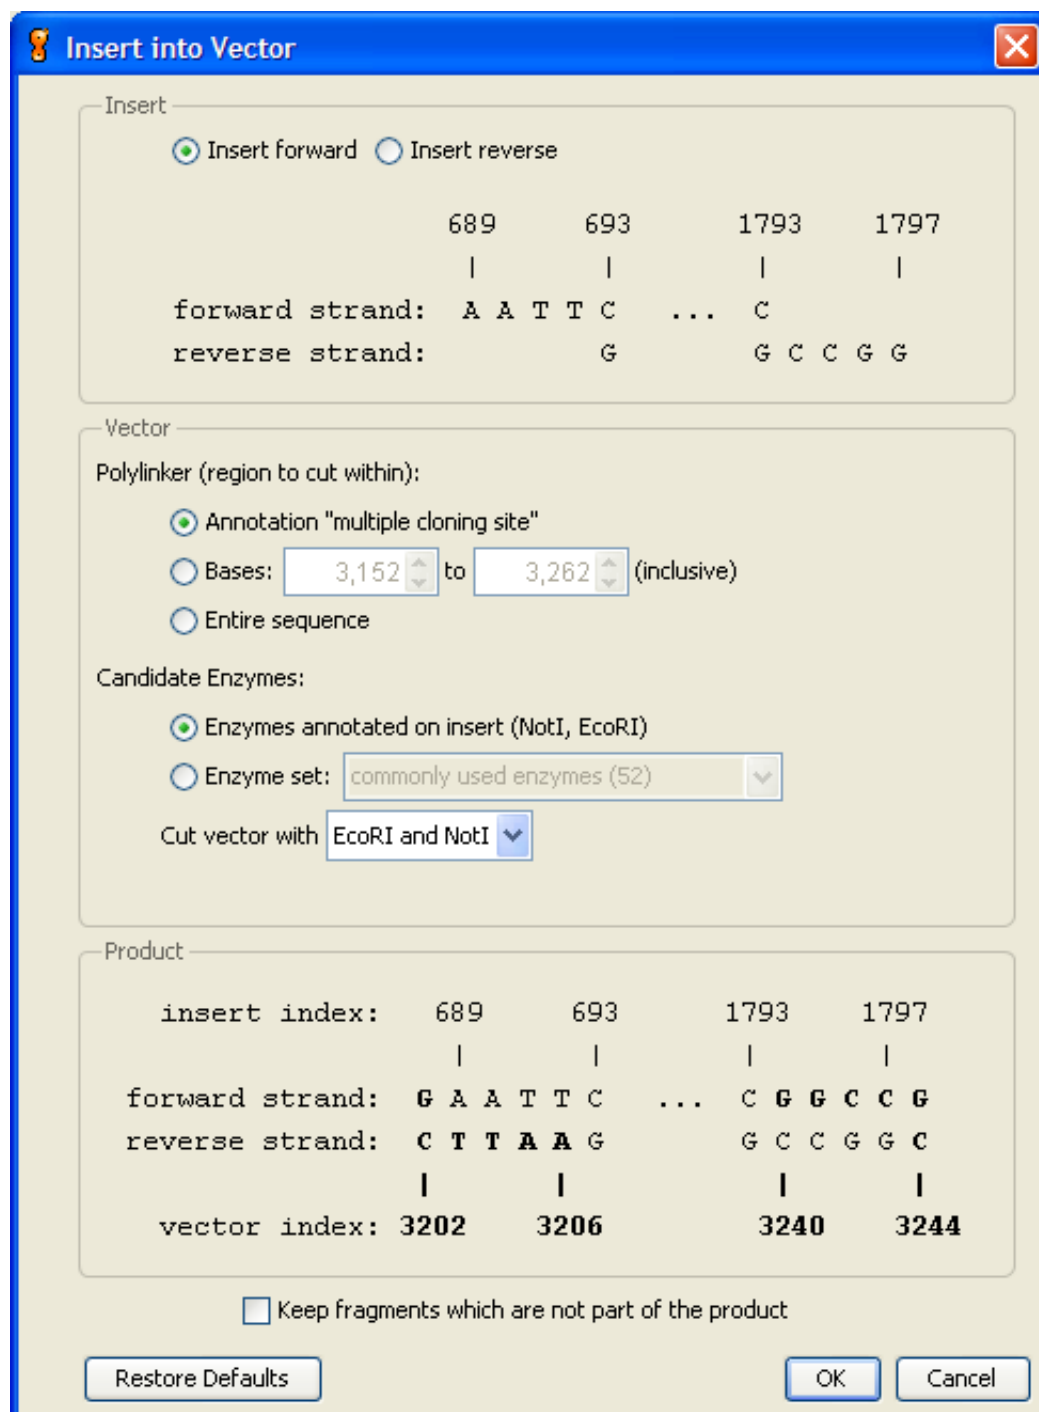 Insert into Vector
Insert
Insert forward Insert reverse
689 693 1793 1797
| | | |
forward strand: A A T T C ... C
reverse strand: G G C C G G
Vector
Polylinker (region to cut within):
Annotation "multiple cloning site"
Bases: 3,152 to 3,262 (inclusive)
Entire sequence
Candidate Enzymes:
Enzymes annotated on insert (NotI, EcoRI)
Enzyme set: commonly used enzymes (52)
Cut vector with EcoRI and NotI
Product
insert index: 689 693 1793 1797
| | | |
forward strand: G A A T T C ... C G G C C G
reverse strand: C T T A A G G C C G G C
| | | |
vector index: 3202 3206 3240 3244
Keep fragments which are not part of the product
Restore Defaults OK Cancel